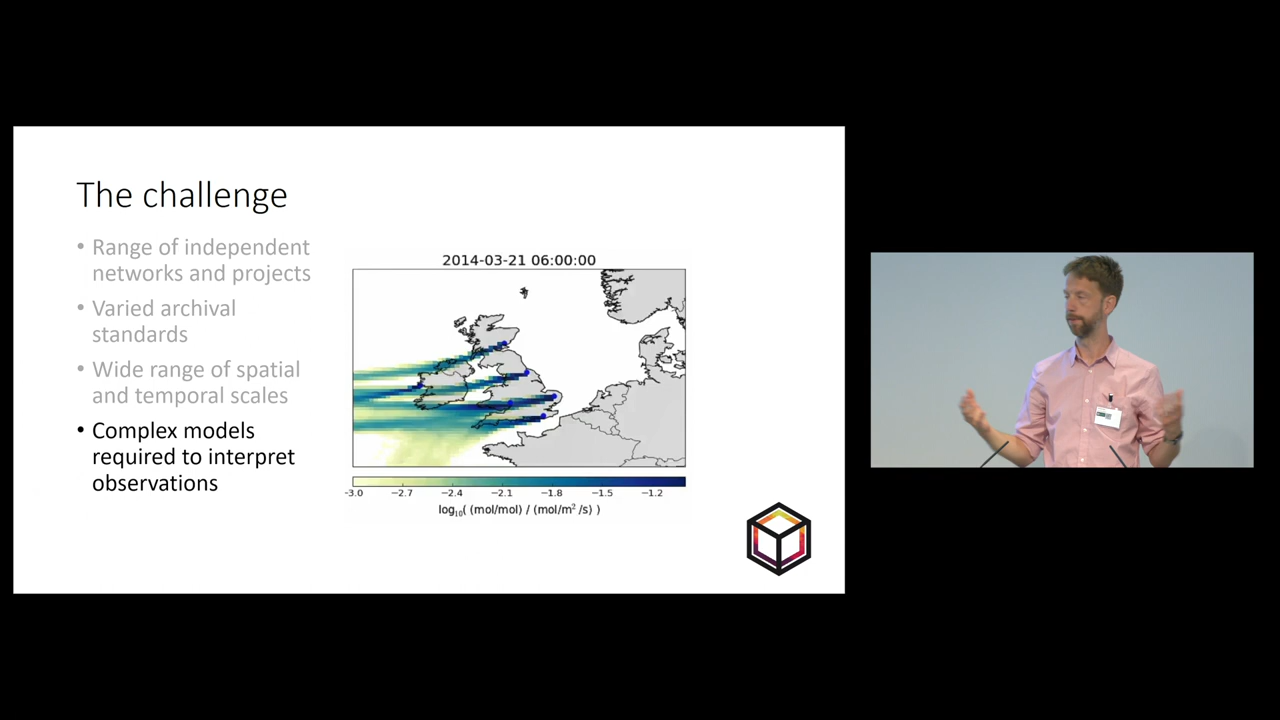 The challenge
• Range of independent
networks and projects
• Varied archival
standards
• Wide range of spatial
and temporal scales
• Complex models
required to interpret
observations
2014-03-21 06:00:00
-3.0 −2.7 −2.4 −2.1 −1.8 −1.5 −1.2
log₁₀( (mol/mol) / (mol/m²/s) )